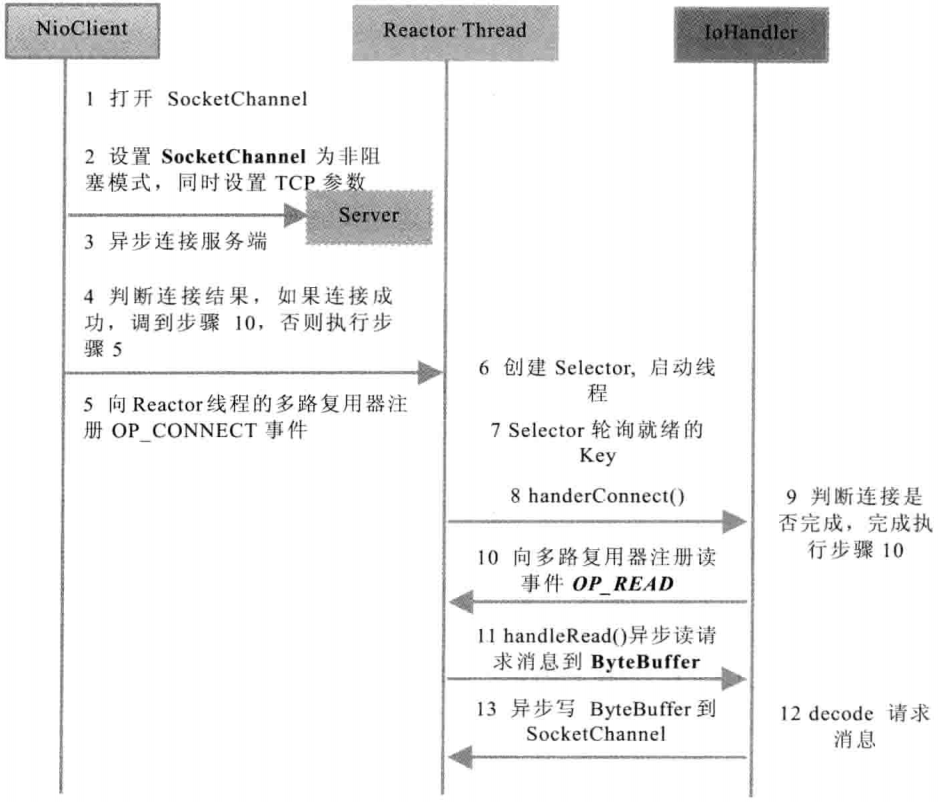 NioClient
Reactor Thread
IoHandler
1 打开 SocketChannel
2 设置 SocketChannel 为非阻
塞模式，同时设置 TCP 参数
Server
3 异步连接服务端
4 判断连接结果，如果连接成
功，调到步骤 10，否则执行步
骤 5
5 向 Reactor 线程的多路复用器注
册 OP_CONNECT 事件
6 创建 Selector, 启动线
程
7 Selector 轮询就绪的
Key
8 handerConnect()
9 判断连接是
否完成，完成执
行步骤 10
10 向多路复用器注册读
事件 OP_READ
11 handleRead()异步读请
求消息到 ByteBuffer
12 decode 请求
消息
13 异步写 ByteBuffer 到
SocketChannel